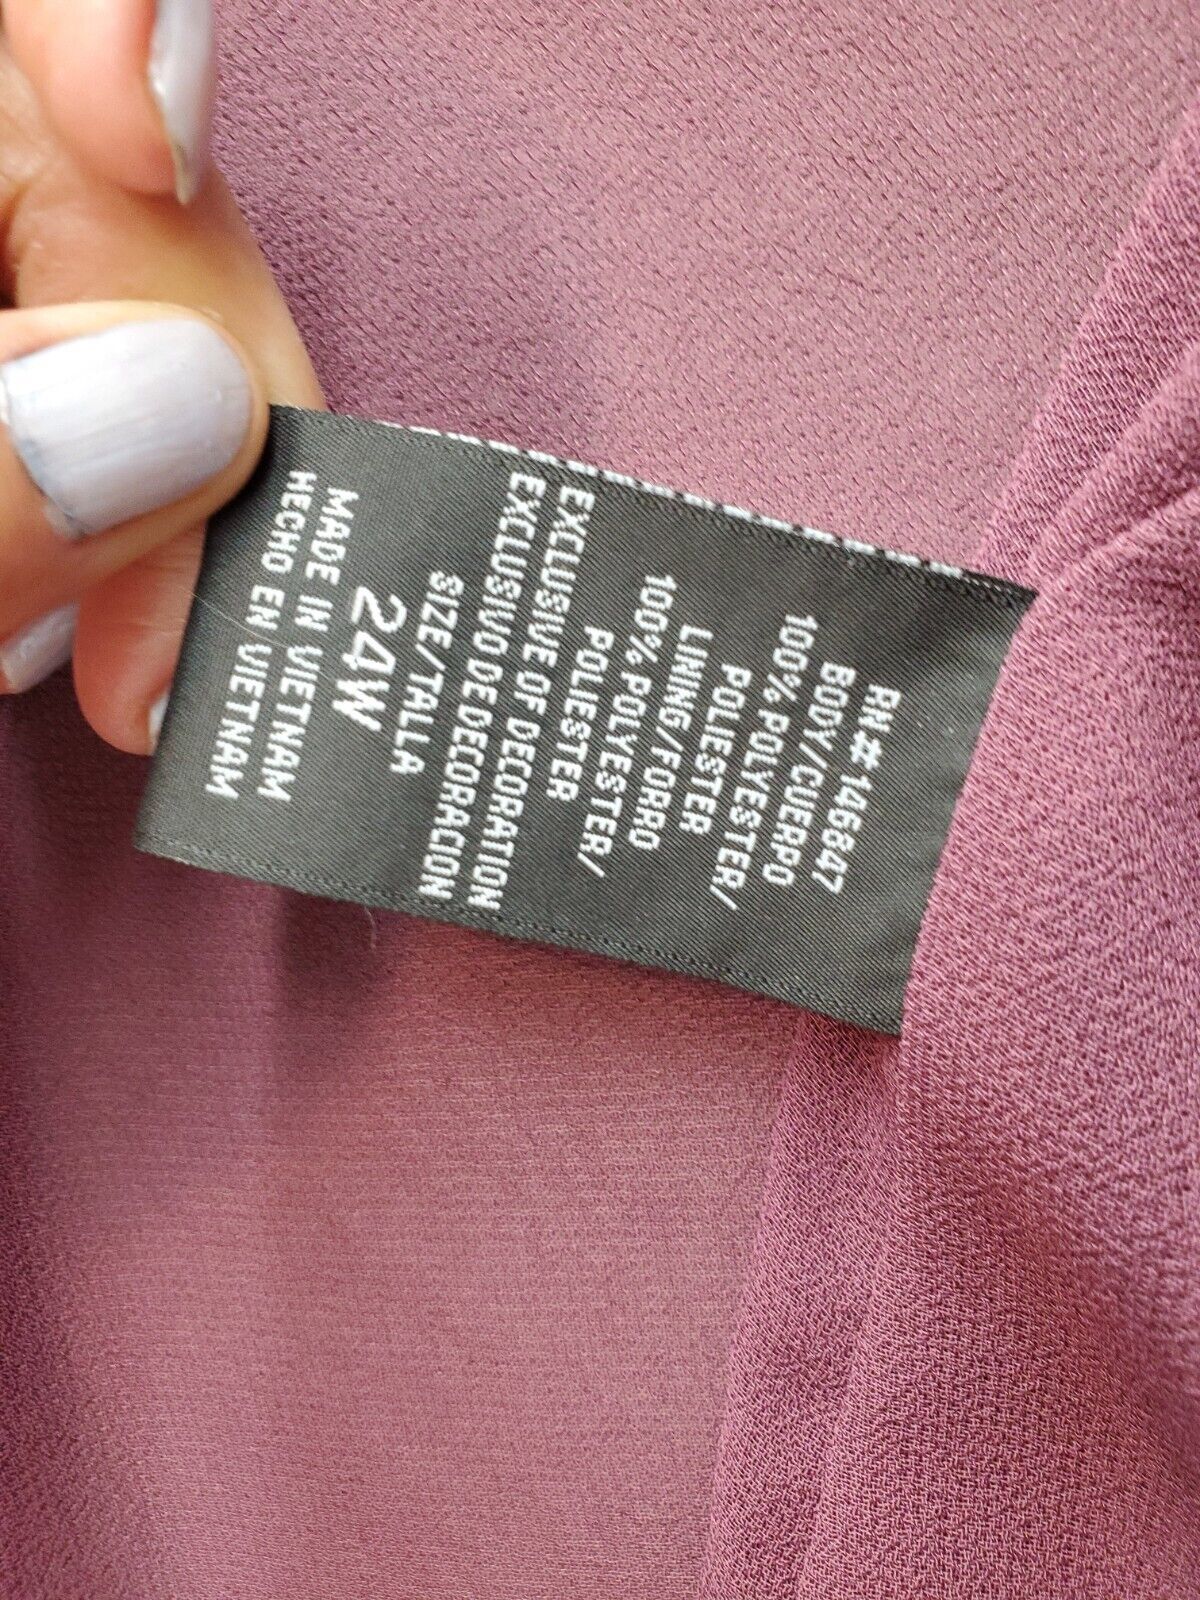 RN#146847
BODY/CUERPO
100% POLYESTER/
POLIESTER
LINING/FORRO
100% POLYESTER/
POLIESTER
EXCLUSIVE OF DECORATION
EXCLUSIVO DE DECORACION
SIZE/TALLA
24W
MADE IN VIETNAM
HECHO EN VIETNAM